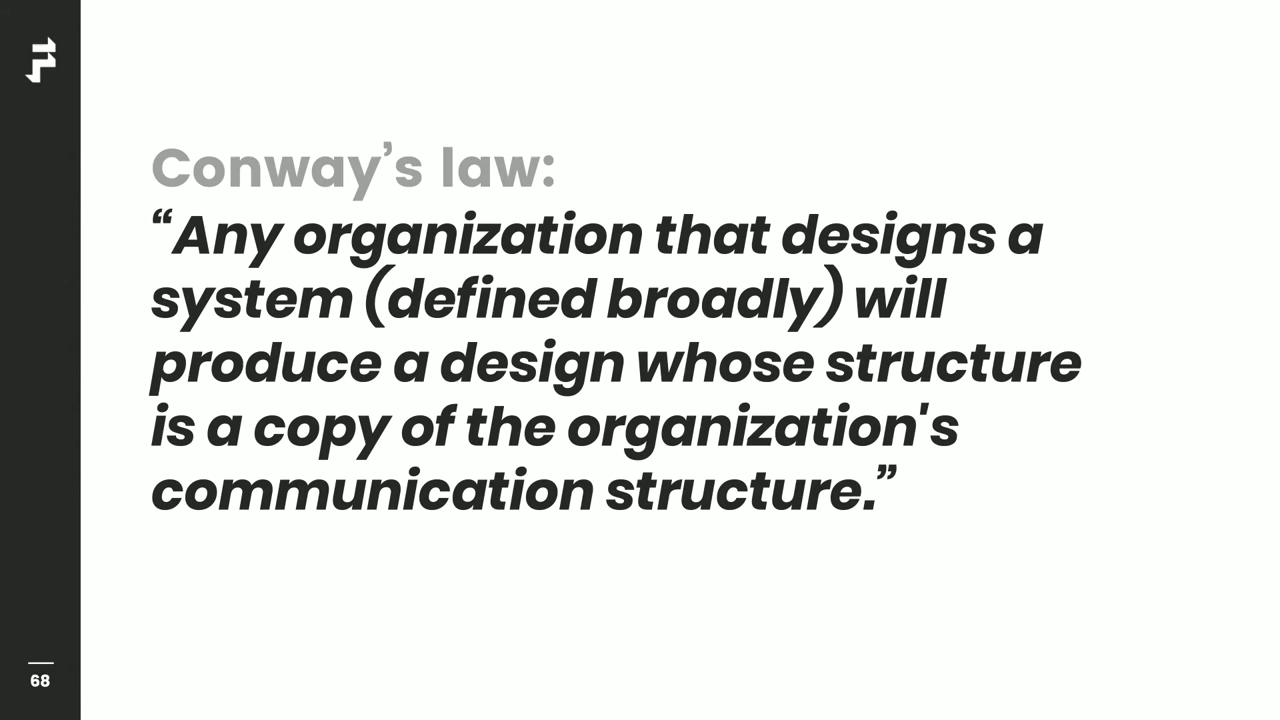 Conway’s law:
“Any organization that designs a
system (defined broadly) will
produce a design whose structure
is a copy of the organization's
communication structure.”
68